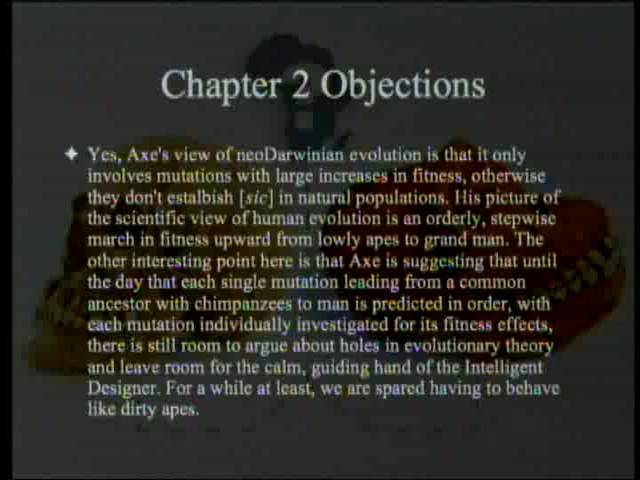 Chapter 2 Objections
Yes, Axe's view of neoDarwinian evolution is that it only
involves mutations with large increases in fitness, otherwise
they don't estalbish [sic] in natural populations. His picture of
the scientific view of human evolution is an orderly, stepwise
march in fitness upward from lowly apes to grand man. The
other interesting point here is that Axe is suggesting that until
the day that each single mutation leading from a common
ancestor with chimpanzees to man is predicted in order, with
each mutation individually investigated for its fitness effects,
there is still room to argue about holes in evolutionary theory
and leave room for the calm, guiding hand of the Intelligent
Designer. For a while at least, we are spared having to behave
like dirty apes.